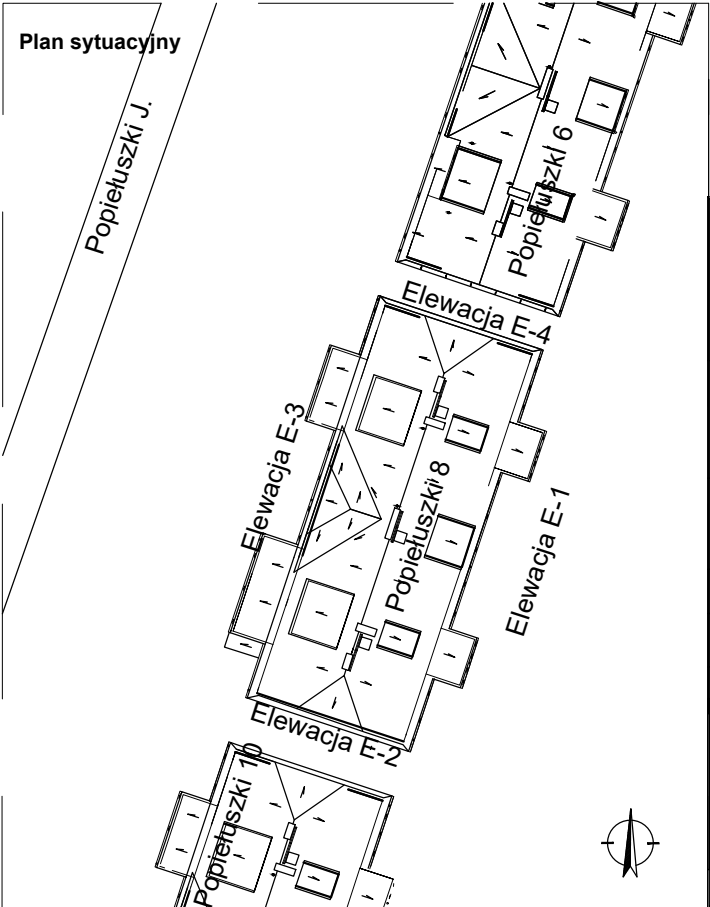 Plan sytuacyjny
Popiełuszki J.
Popiełuszki 6
Elewacja E-4
Elewacja E-3
Popiełuszki 8
Elewacja E-1
Elewacja E-2
Popiełuszki 10